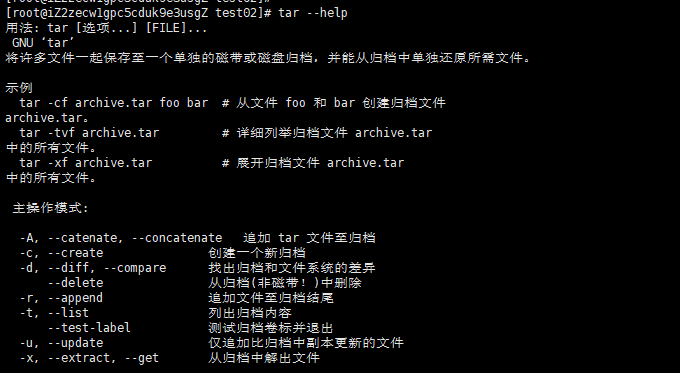 [root@iZ2zecw1gpc5cduk9e3usgZ test02]#
[root@iZ2zecw1gpc5cduk9e3usgZ test02]# tar --help
用法: tar [选项...] [FILE]...
GNU ‘tar’
将许多文件一起保存至一个单独的磁带或磁盘归档，并能从归档中单独还原所需文件。
示例
tar -cf archive.tar foo bar # 从文件 foo 和 bar 创建归档文件
archive.tar。
tar -tvf archive.tar # 详细列举归档文件 archive.tar
中的所有文件。
tar -xf archive.tar # 展开归档文件 archive.tar
中的所有文件。
主操作模式:
-A, --catenate, --concatenate 追加 tar 文件至归档
-c, --create 创建一个新归档
-d, --diff, --compare 找出归档和文件系统的差异
--delete 从归档(非磁带！)中删除
-r, --append 追加文件至归档结尾
-t, --list 列出归档内容
--test-label 测试归档卷标并退出
-u, --update 仅追加比归档中副本更新的文件
-x, --extract, --get 从归档中解出文件